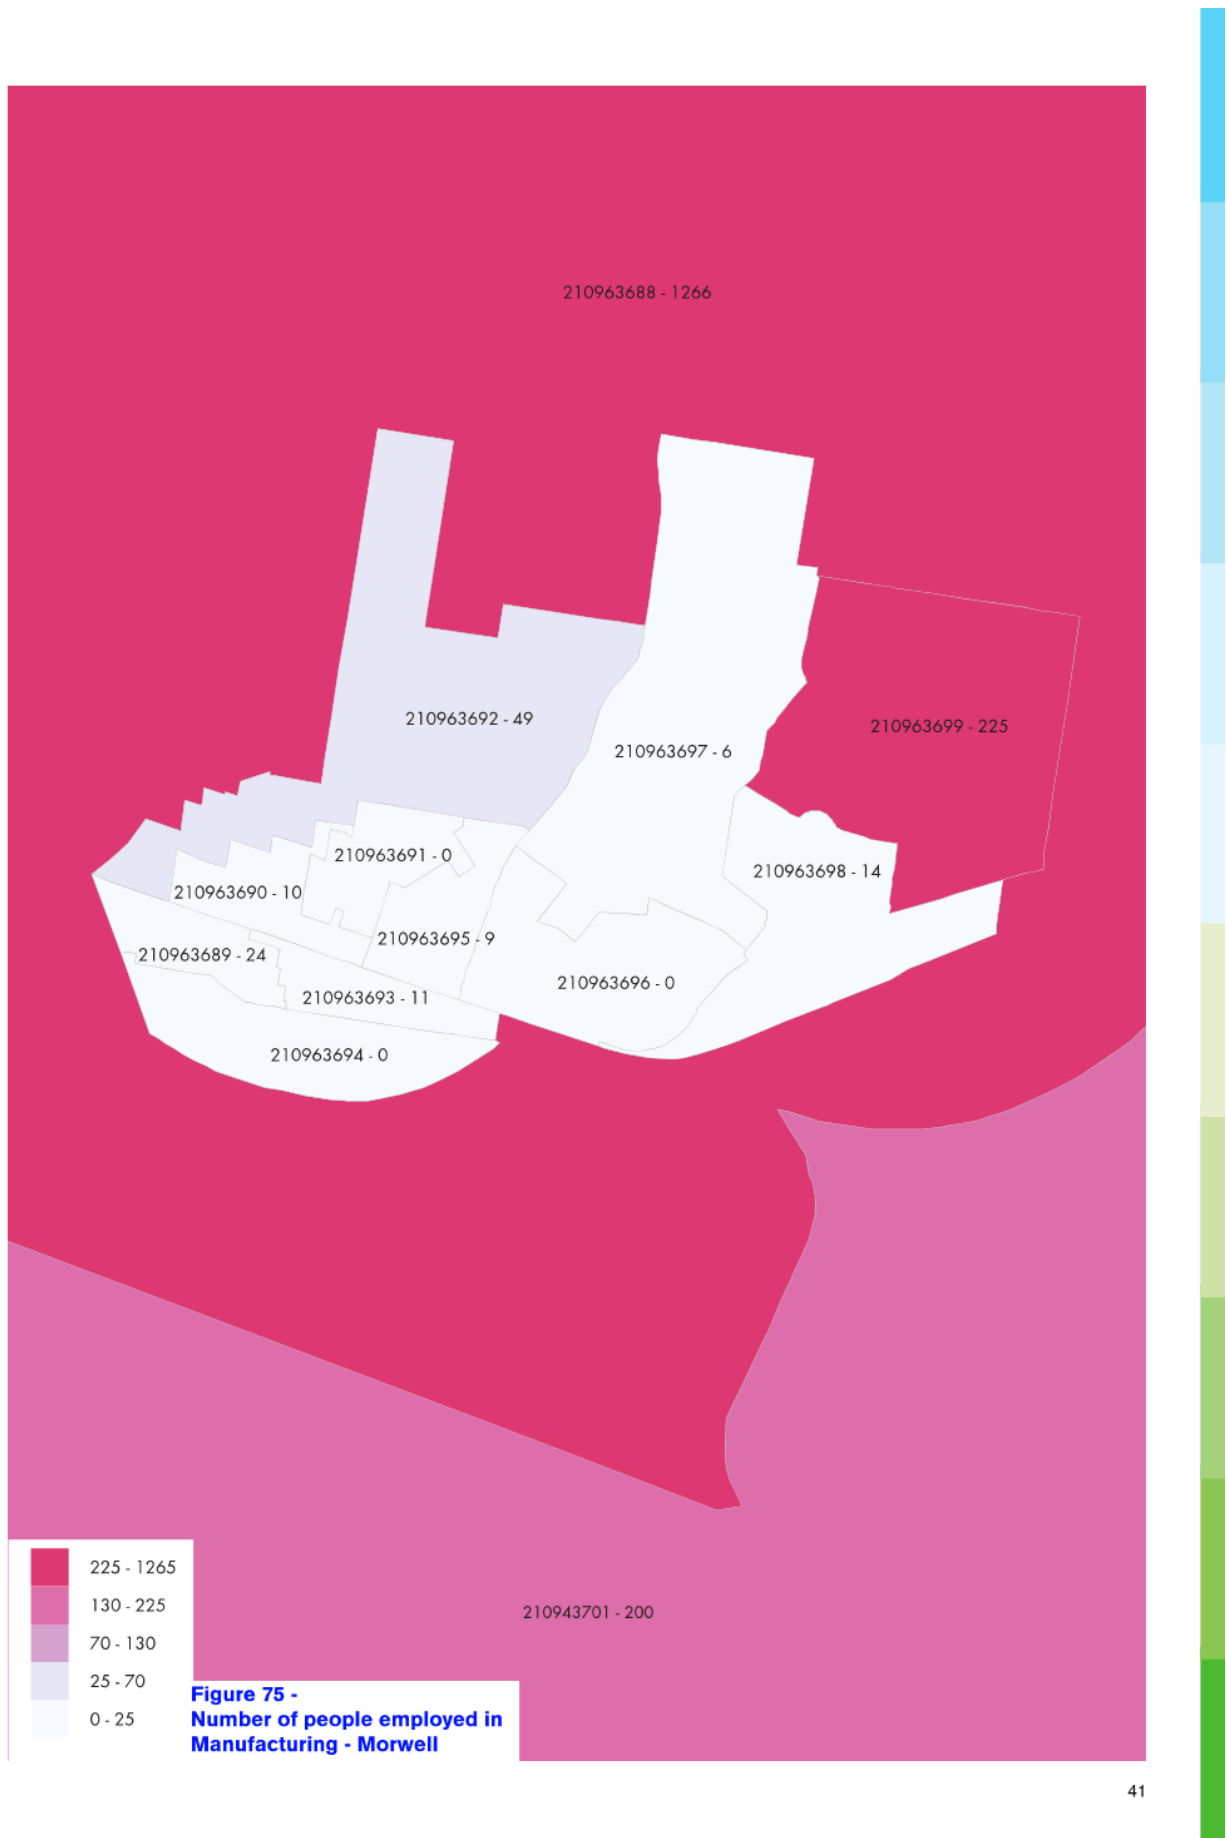 210963688 - 1266
210963692 - 49
210963699 - 225
210963697 - 6
210963691 - 0
210963698 - 14
210963690 - 10
210963695 - 9
210963689 - 24
210963696 - 0
210963693 - 11
210963694 - 0
225 - 1265
130 - 225
70 - 130
25 - 70
0 - 25
210943701 - 200
Figure 75 -
Number of people employed in
Manufacturing - Morwell
41